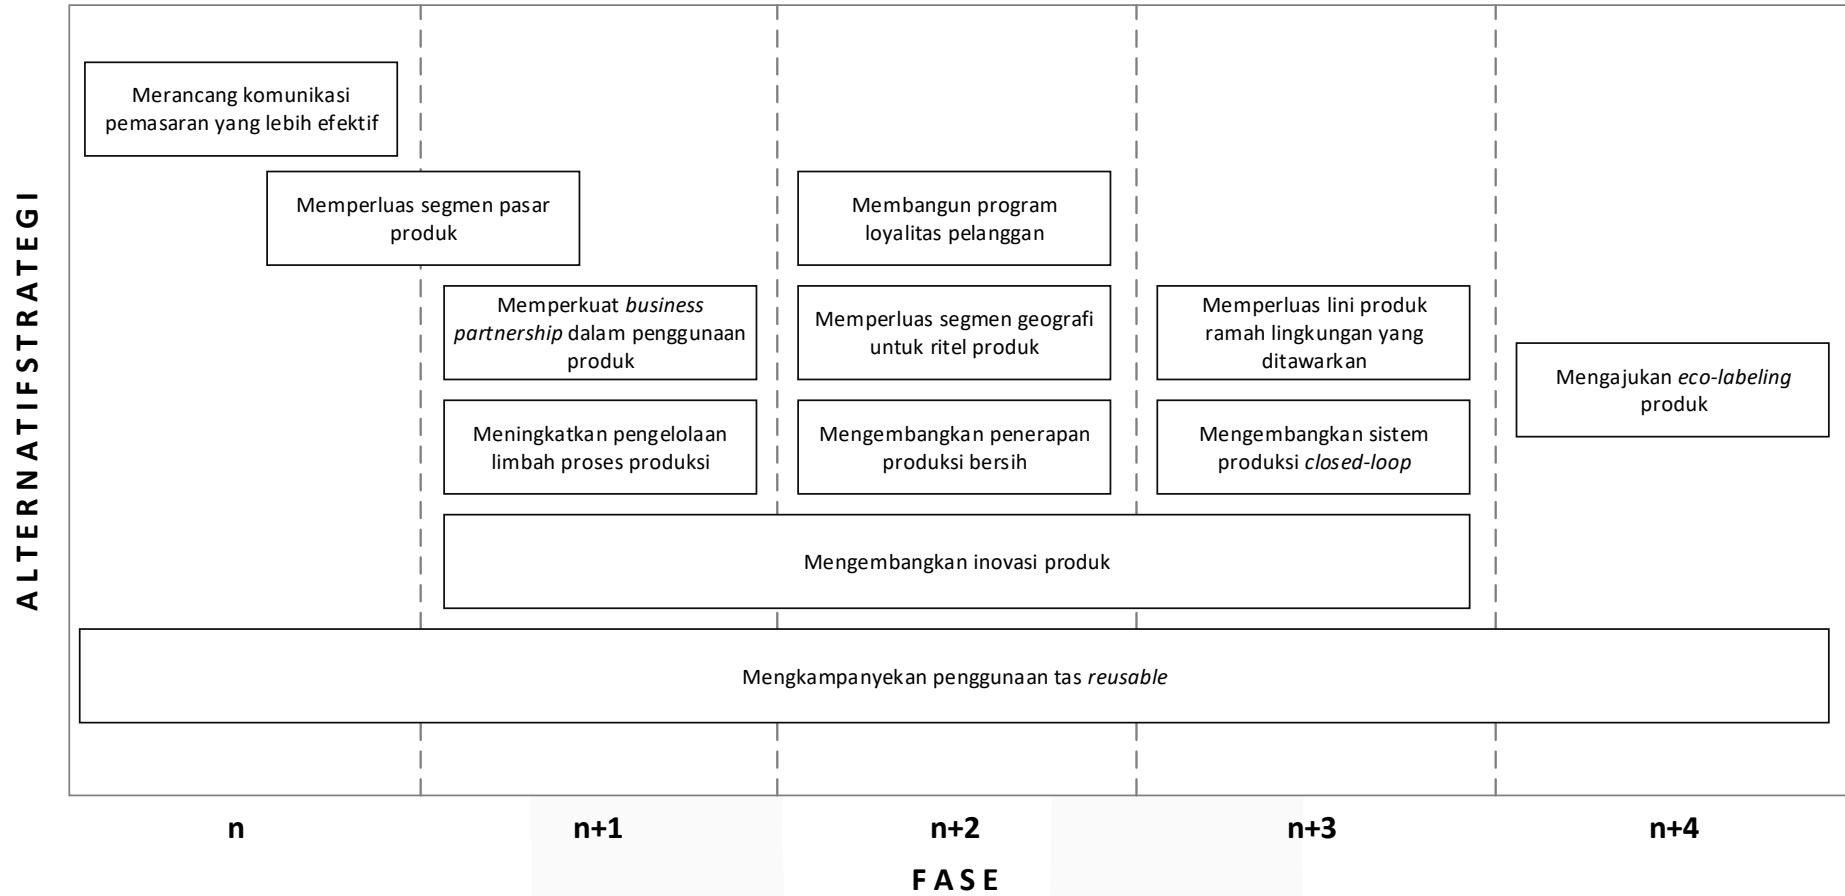 ALTERNATIF STRATEGI
Merancang komunikasi
pemasaran yang lebih efektif
Memperluas segmen pasar
produk
Membangun program
loyalitas pelanggan
Memperkuat business
partnership dalam penggunaan
produk
Memperluas segmen geografi
untuk ritel produk
Memperluas lini produk
ramah lingkungan yang
ditawarkan
Mengajukan eco-labeling
produk
Meningkatkan pengelolaan
limbah proses produksi
Mengembangkan penerapan
produksi bersih
Mengembangkan sistem
produksi closed-loop
Mengembangkan inovasi produk
Mengkampanyekan penggunaan tas reusable
n
n+1
n+2
n+3
n+4
FASE